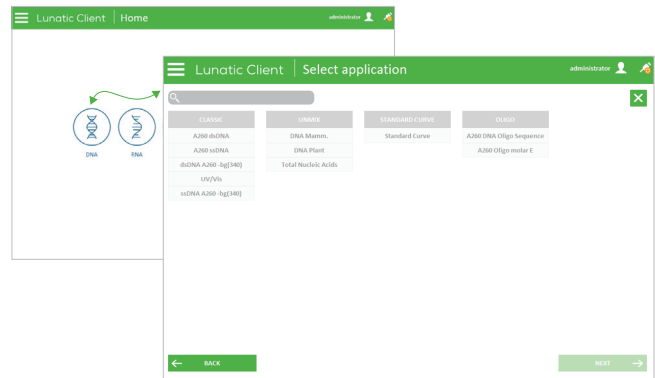 Lunatic Client | Home
administrator
DNA
RNA
Lunatic Client | Select application
administrator
CLASSIC
A260 dsDNA
A260 ssDNA
dsDNA A260 -bg(340)
UV/Vis
ssDNA A260 -bg(340)
UNMIX
DNA Mamm.
DNA Plant
Total Nucleic Acids
STANDARD CURVE
Standard Curve
OLIGO
A260 DNA Oligo Sequence
A260 Oligo molar E
BACK
NEXT